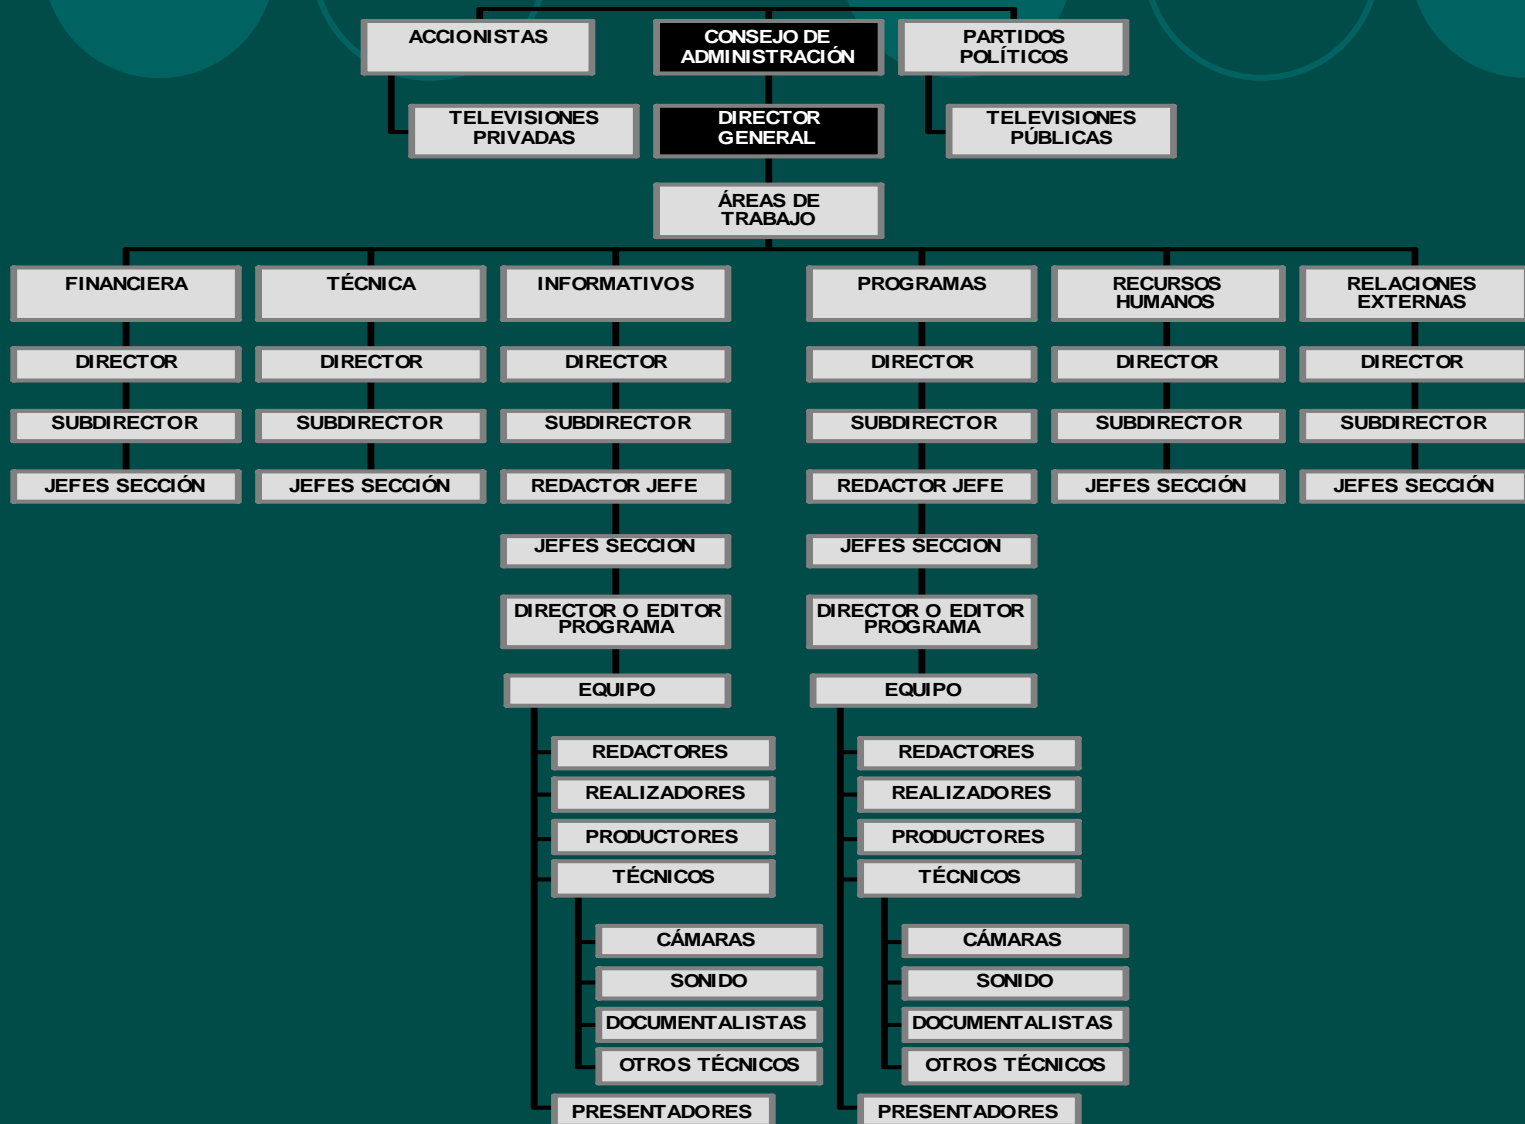 ACCIONISTAS
CONSEJO DE
ADMINISTRACIÓN
PARTIDOS
POLÍTICOS
TELEVISIONES
PRIVADAS
DIRECTOR
GENERAL
TELEVISIONES
PÚBLICAS
ÁREAS DE
TRABAJO
FINANCIERA
TÉCNICA
INFORMATIVOS
PROGRAMAS
RECURSOS
HUMANOS
RELACIONES
EXTERNAS
DIRECTOR
DIRECTOR
DIRECTOR
DIRECTOR
DIRECTOR
DIRECTOR
SUBDIRECTOR
SUBDIRECTOR
SUBDIRECTOR
SUBDIRECTOR
SUBDIRECTOR
SUBDIRECTOR
JEFES SECCIÓN
JEFES SECCIÓN
REDACTOR JEFE
REDACTOR JEFE
JEFES SECCIÓN
JEFES SECCIÓN
JEFES SECCION
JEFES SECCION
DIRECTOR O EDITOR
PROGRAMA
DIRECTOR O EDITOR
PROGRAMA
EQUIPO
EQUIPO
REDACTORES
REDACTORES
REALIZADORES
REALIZADORES
PRODUCTORES
PRODUCTORES
TÉCNICOS
TÉCNICOS
CÁMARAS
CÁMARAS
SONIDO
SONIDO
DOCUMENTALISTAS
DOCUMENTALISTAS
OTROS TÉCNICOS
OTROS TÉCNICOS
PRESENTADORES
PRESENTADORES